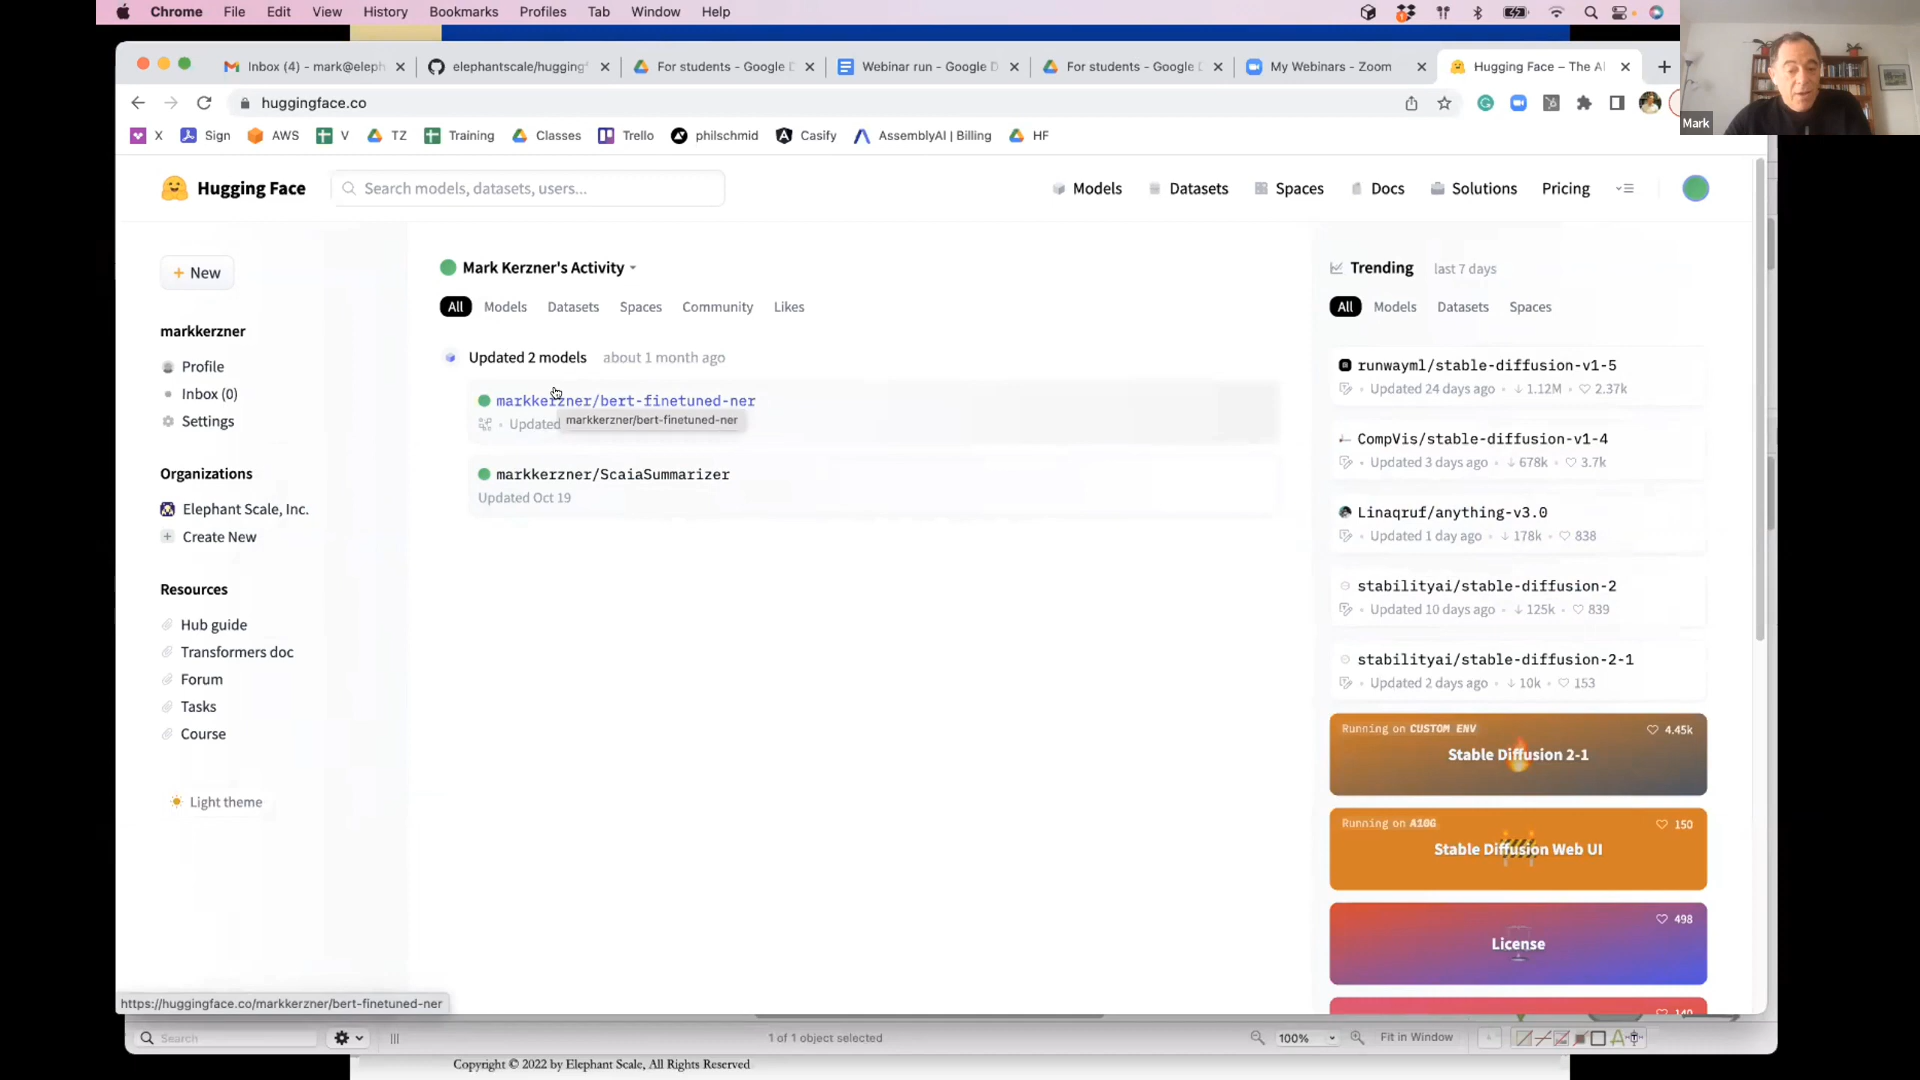 Chrome File Edit View History Bookmarks Profiles Tab Window Help
Inbox (4) - mark@eleph
elephantscale/hugging
For students - Google D
Webinar run - Google D
For students - Google D
My Webinars - Zoom
Hugging Face – The AI
huggingface.co
Mark
X Sign AWS V TZ Training Classes Trello philschmid Casify AssemblyAI | Billing HF
Hugging Face
Search models, datasets, users...
Models Datasets Spaces Docs Solutions Pricing
+ New
markkerzner
Profile
Inbox (0)
Settings
Organizations
Elephant Scale, Inc.
Create New
Resources
Hub guide
Transformers doc
Forum
Tasks
Course
Light theme
Mark Kerzner's Activity
All Models Datasets Spaces Community Likes
Updated 2 models about 1 month ago
markkerzner/bert-finetuned-ner
Updated
markkerzner/bert-finetuned-ner
markkerzner/ScaiaSummarizer
Updated Oct 19
Trending last 7 days
All Models Datasets Spaces
runwayml/stable-diffusion-v1-5
Updated 24 days ago • ↓ 1.12M • ♡ 2.37k
CompVis/stable-diffusion-v1-4
Updated 3 days ago • ↓ 678k • ♡ 3.7k
Linaqruf/anything-v3.0
Updated 1 day ago • ↓ 178k • ♡ 838
stabilityai/stable-diffusion-2
Updated 10 days ago • ↓ 125k • ♡ 839
stabilityai/stable-diffusion-2-1
Updated 2 days ago • ↓ 10k • ♡ 153
Running on CUSTOM ENV ♡ 4.45k
Stable Diffusion 2-1
Running on A10G ♡ 150
Stable Diffusion Web UI
♡ 498
License
https://huggingface.co/markkerzner/bert-finetuned-ner
Search
1 of 1 object selected
100%
Fit in Window
Copyright © 2022 by Elephant Scale, All Rights Reserved